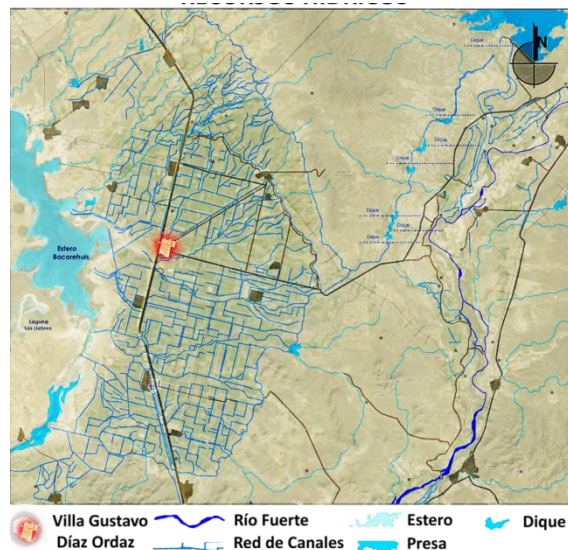 Dique
N
Dique
Dique
Dique
Dique
Dique
Dique
Dique
Estero
Bacorehuis
Laguna
Las Liebres
Villa Gustavo
Díaz Ordaz
Río Fuerte
Red de Canales
Estero
Presa
Dique